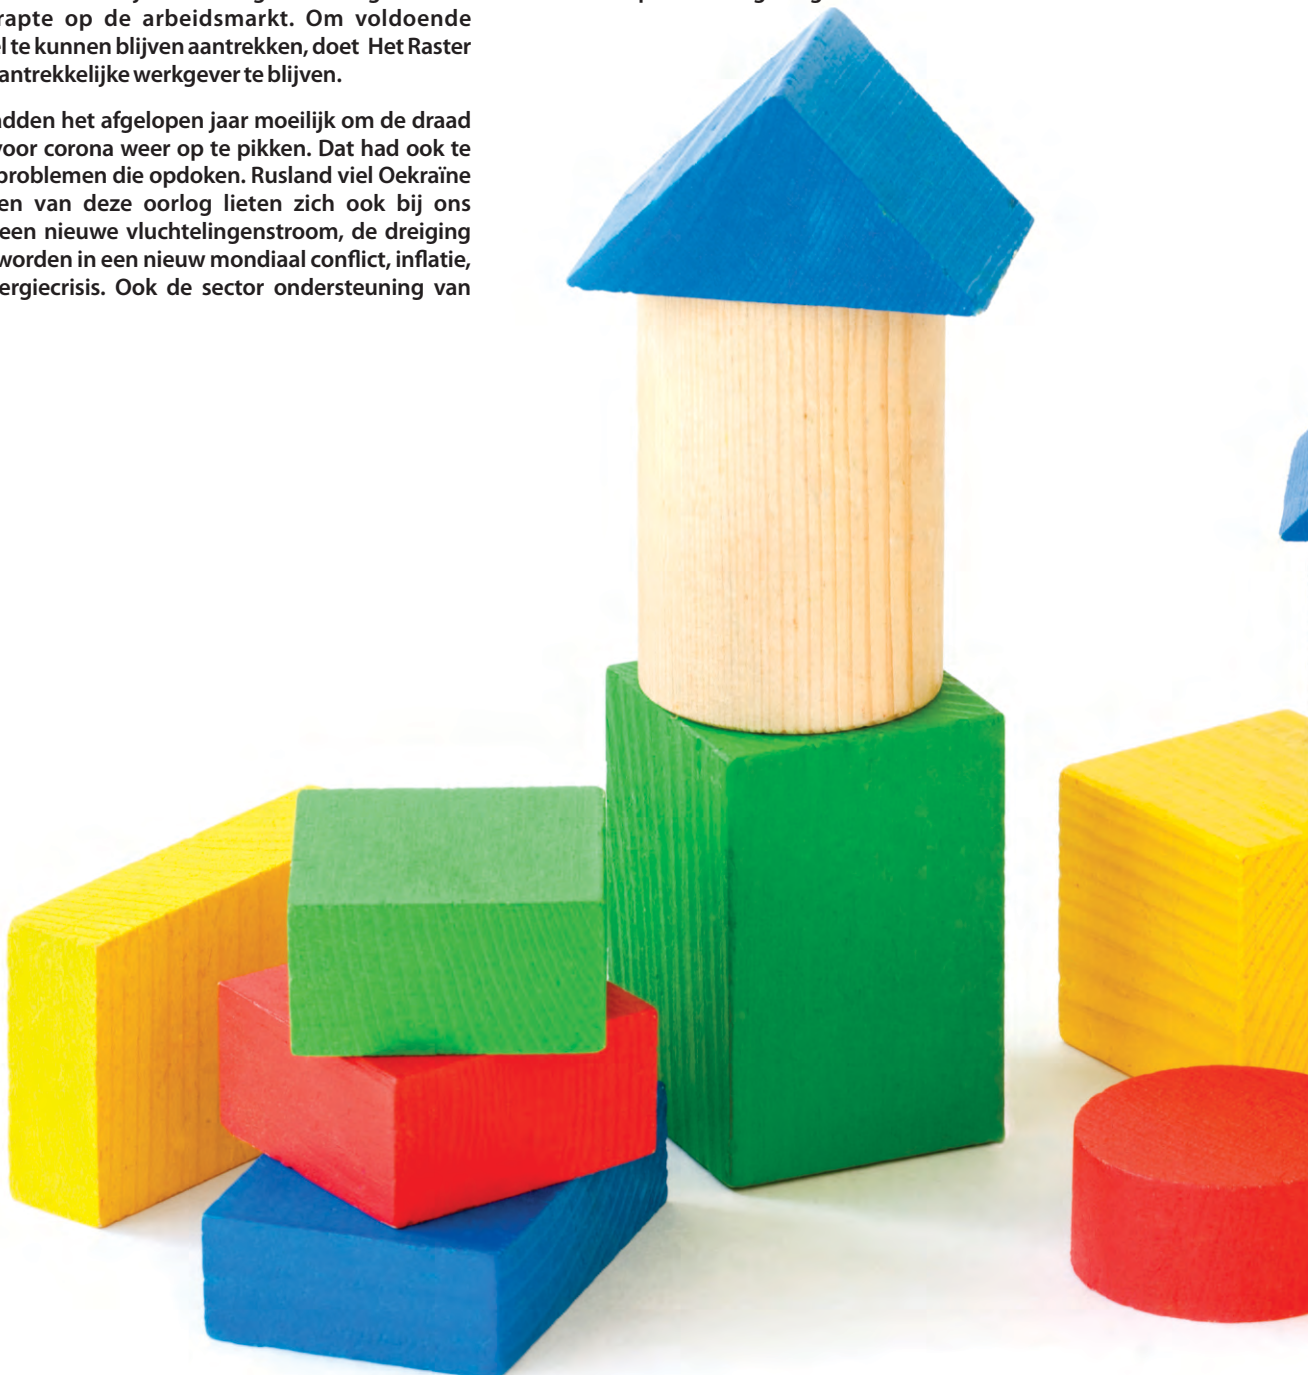 rapte op de arbeidsmarkt. Om voldoende
el te kunnen blijven aantrekken, doet Het Raster
antrekkelijke werkgever te blijven.
adden het afgelopen jaar moeilijk om de draad
voor corona weer op te pikken. Dat had ook te
problemen die opdoken. Rusland viel Oekraïne
en van deze oorlog lieten zich ook bij ons
een nieuwe vluchtelingenstroom, de dreiging
worden in een nieuw mondiaal conflict, inflatie,
ergiecrisis. Ook de sector ondersteuning van